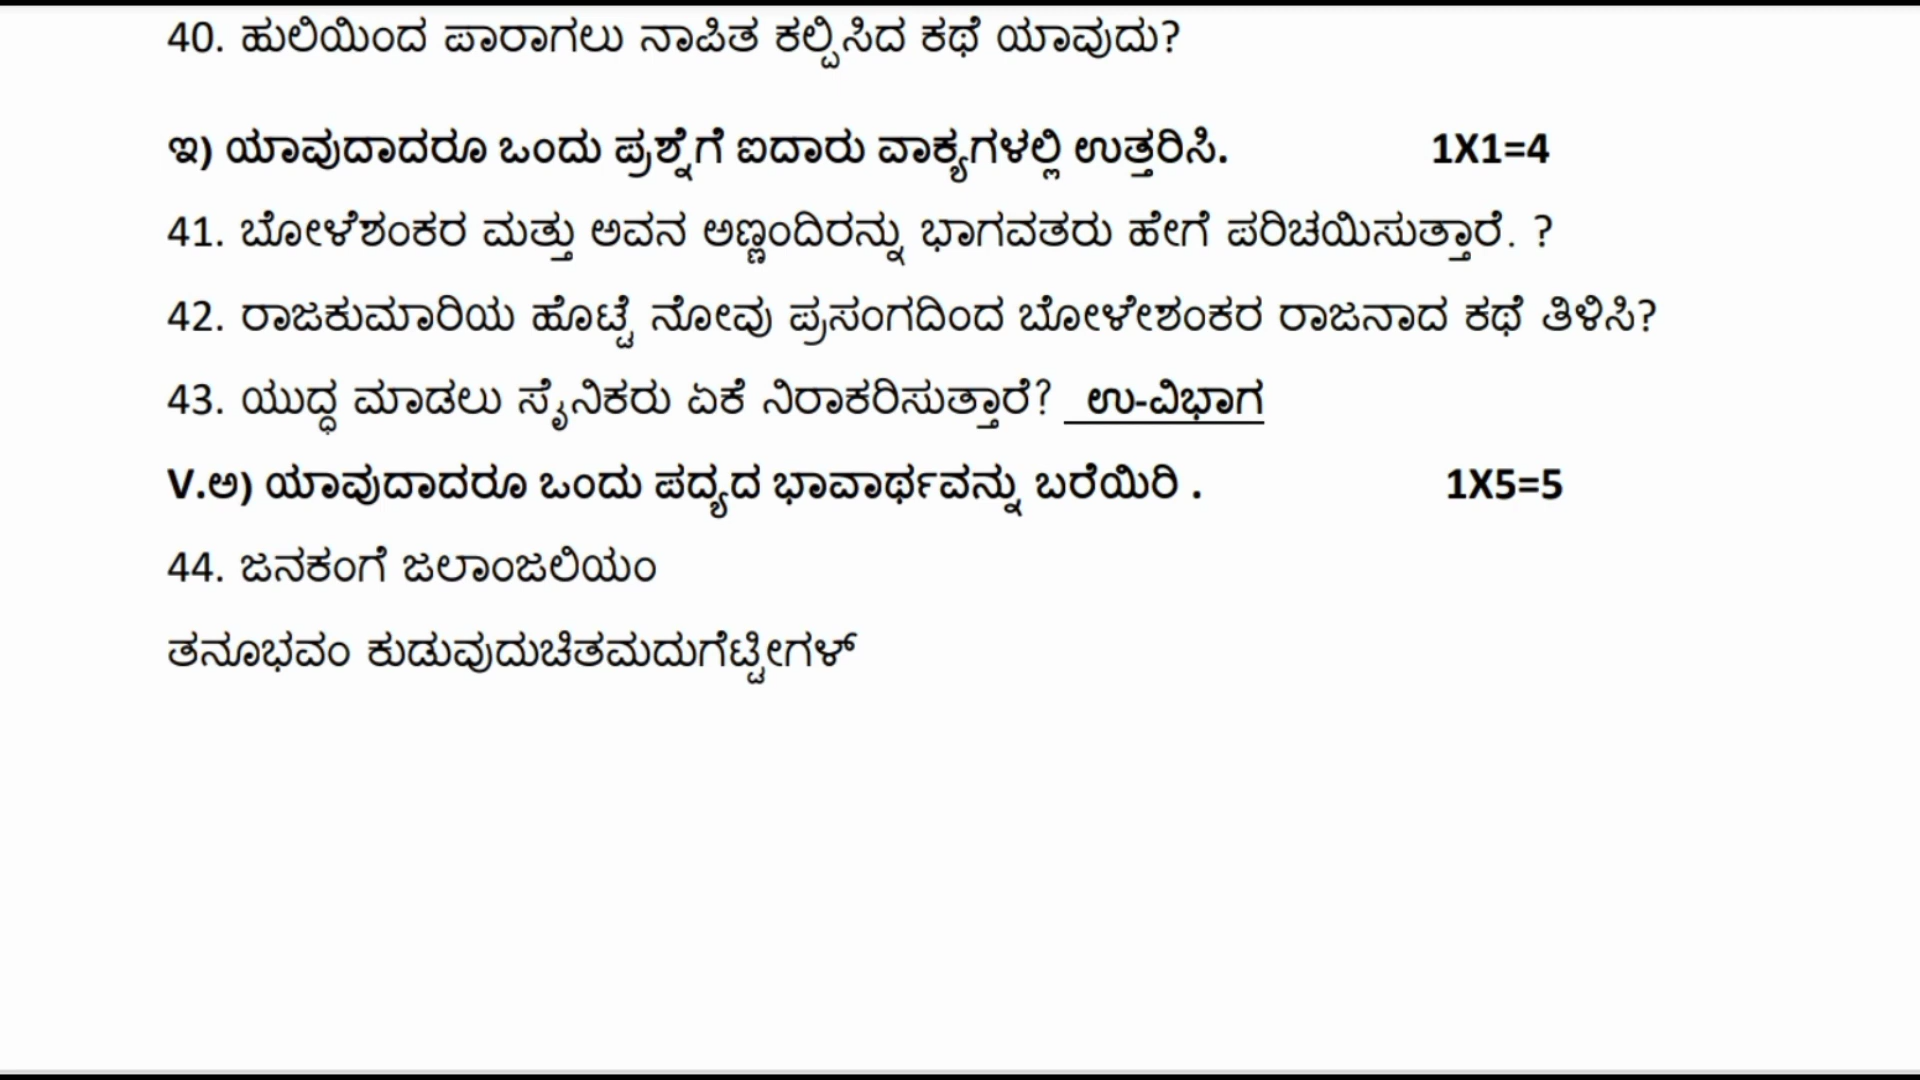 40. ಹುಲಿಯಿಂದ ಪಾರಾಗಲು ನಾಪಿತ ಕಲ್ಪಿಸಿದ ಕಥೆ ಯಾವುದು?
ಇ) ಯಾವುದಾದರೂ ಒಂದು ಪ್ರಶ್ನೆಗೆ ಐದಾರು ವಾಕ್ಯಗಳಲ್ಲಿ ಉತ್ತರಿಸಿ. 1X1=4
41. ಬೋಳೆಶಂಕರ ಮತ್ತು ಅವನ ಅಣ್ಣಂದಿರನ್ನು ಭಾಗವತರು ಹೇಗೆ ಪರಿಚಯಿಸುತ್ತಾರೆ. ?
42. ರಾಜಕುಮಾರಿಯ ಹೊಟ್ಟೆ ನೋವು ಪ್ರಸಂಗದಿಂದ ಬೋಳೇಶಂಕರ ರಾಜನಾದ ಕಥೆ ತಿಳಿಸಿ?
43. ಯುದ್ಧ ಮಾಡಲು ಸೈನಿಕರು ಏಕೆ ನಿರಾಕರಿಸುತ್ತಾರೆ? ಉ-ವಿಭಾಗ
V.ಅ) ಯಾವುದಾದರೂ ಒಂದು ಪದ್ಯದ ಭಾವಾರ್ಥವನ್ನು ಬರೆಯಿರಿ . 1X5=5
44. ಜನಕಂಗೆ ಜಲಾಂಜಲಿಯಂ
ತನೂಭವಂ ಕುಡುವುದುಚಿತಮದುಗೆಟ್ಟೀಗಳ್